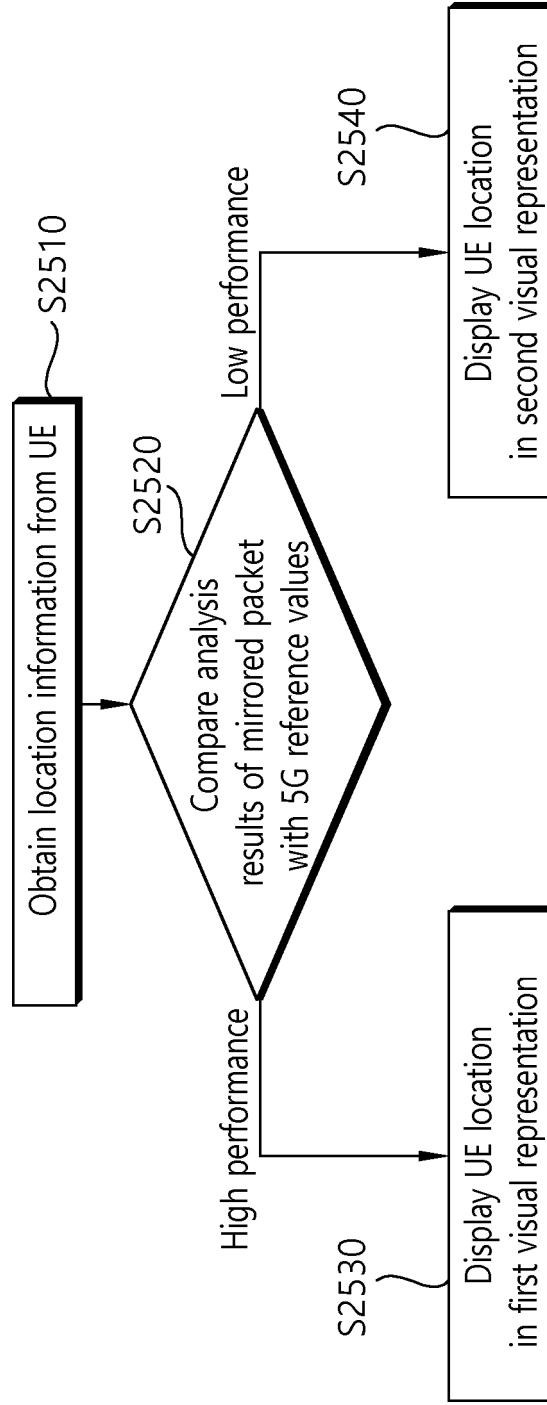 Obtain location information from UE
S2510
Compare analysis
results of mirrored packet
with 5G reference values
S2520
High performance
Low performance
Display UE location
in first visual representation
S2530
Display UE location
in second visual representation
S2540